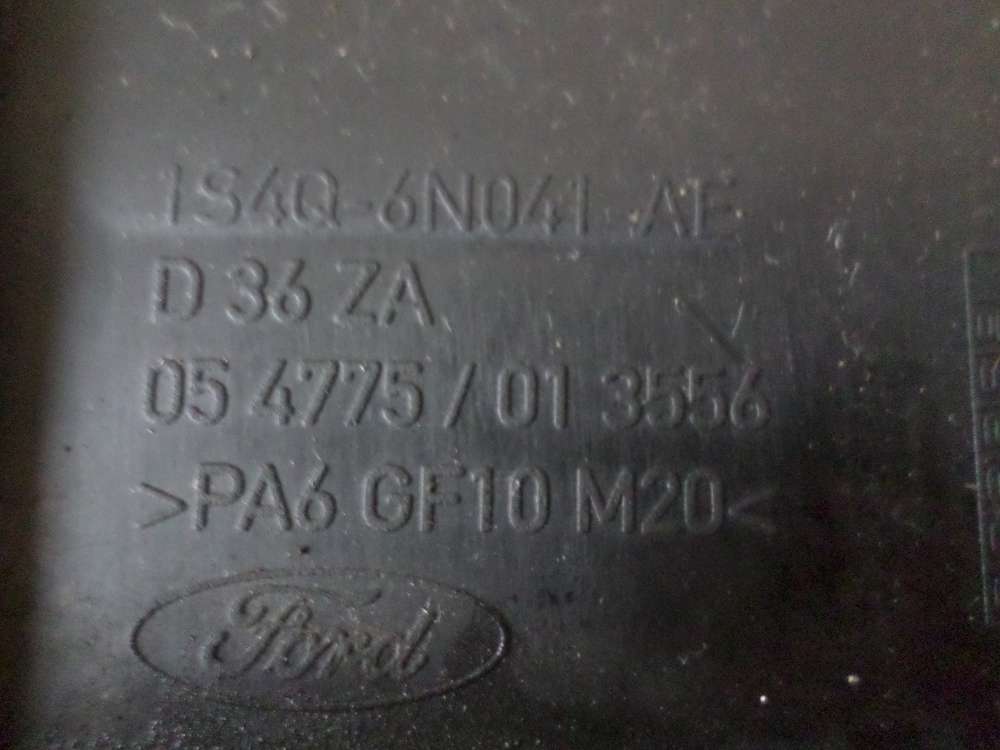 1S4Q-6N041-AE
D 36 ZA
05 4775 / 01 3556
>PA6 GF10 M20<
Ford